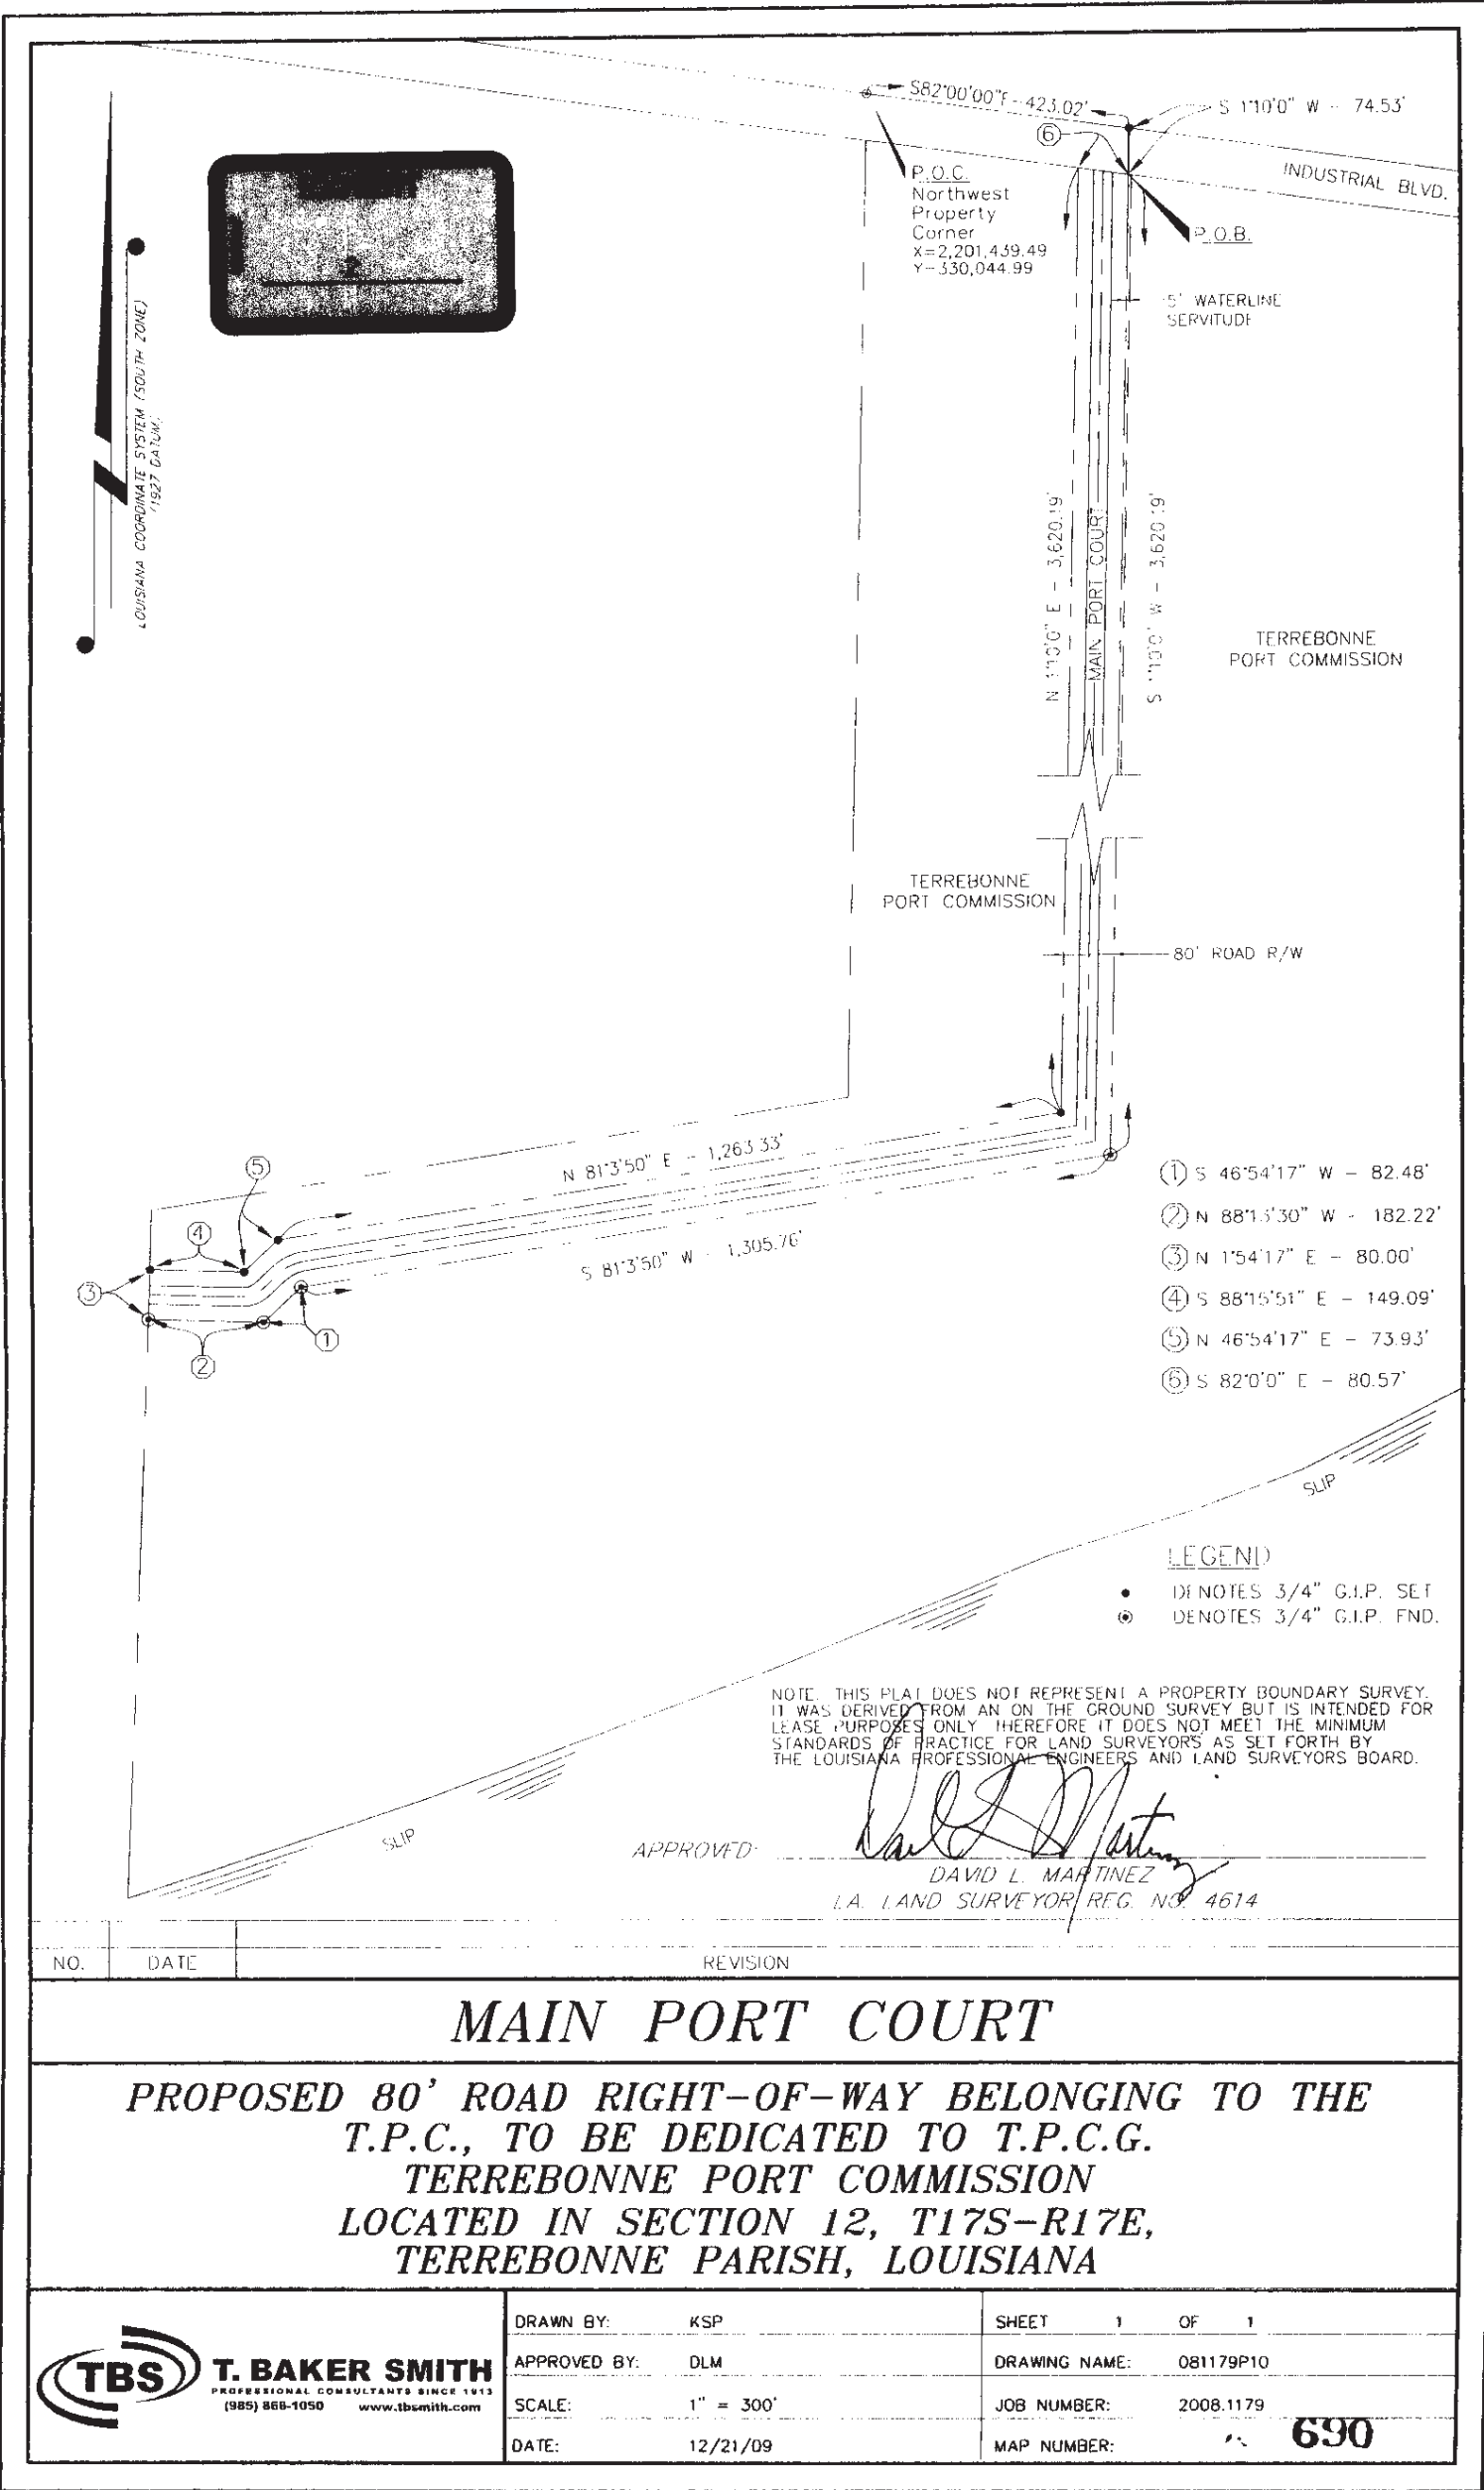 S82°00'00"E - 423.02'
S 1°10'0" W - 74.53'
6
INDUSTRIAL BLVD.
P.O.C.
Northwest
Property
Corner
X=2,201,439.49
Y=330,044.99
P.O.B.
2
5' WATERLINE
SERVITUDE
LOUISIANA COORDINATE SYSTEM (SOUTH ZONE)
(1927 DATUM)
N 1°10'0" E - 3,620.19'
MAIN PORT COURT
S 1°10'0" W - 3,620.19'
TERREBONNE
PORT COMMISSION
TERREBONNE
PORT COMMISSION
80' ROAD R/W
N 81°3'50" E - 1,263.33'
S 81°3'50" W - 1,305.76'
5
4
3
2
1
1 S 46°54'17" W - 82.48'
2 N 88°15'30" W - 182.22'
3 N 1°54'17" E - 80.00'
4 S 88°15'51" E - 149.09'
5 N 46°54'17" E - 73.93'
6 S 82°0'0" E - 80.57'
SLIP
LEGEND
DENOTES 3/4" G.I.P. SET
DENOTES 3/4" G.I.P. FND.
NOTE: THIS PLAT DOES NOT REPRESENT A PROPERTY BOUNDARY SURVEY.
IT WAS DERIVED FROM AN ON THE GROUND SURVEY BUT IS INTENDED FOR
LEASE PURPOSES ONLY THEREFORE IT DOES NOT MEET THE MINIMUM
STANDARDS OF PRACTICE FOR LAND SURVEYORS AS SET FORTH BY
THE LOUISIANA PROFESSIONAL ENGINEERS AND LAND SURVEYORS BOARD.
SLIP
APPROVED:
David L Martinez
DAVID L. MARTINEZ
LA. LAND SURVEYOR REG. NO. 4614
NO. DATE REVISION
MAIN PORT COURT
PROPOSED 80' ROAD RIGHT-OF-WAY BELONGING TO THE
T.P.C., TO BE DEDICATED TO T.P.C.G.
TERREBONNE PORT COMMISSION
LOCATED IN SECTION 12, T17S-R17E,
TERREBONNE PARISH, LOUISIANA
TBS
T. BAKER SMITH
PROFESSIONAL CONSULTANTS SINCE 1913
(985) 868-1050 www.tbsmith.com
DRAWN BY: KSP
APPROVED BY: DLM
SCALE: 1" = 300'
DATE: 12/21/09
SHEET 1 OF 1
DRAWING NAME: 081179P10
JOB NUMBER: 2008.1179
MAP NUMBER: 690